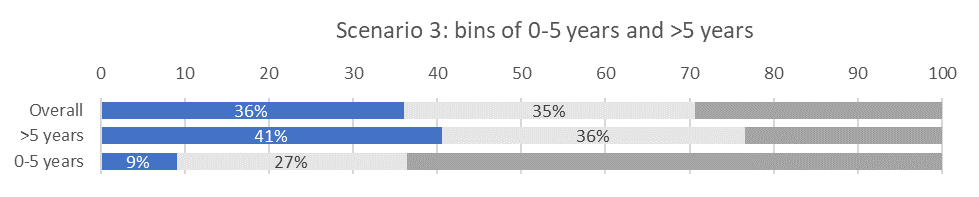 Scenario 3: bins of 0-5 years and >5 years
0 10 20 30 40 50 60 70 80 90 100
Overall 36% 35%
>5 years 41% 36%
0-5 years 9% 27%